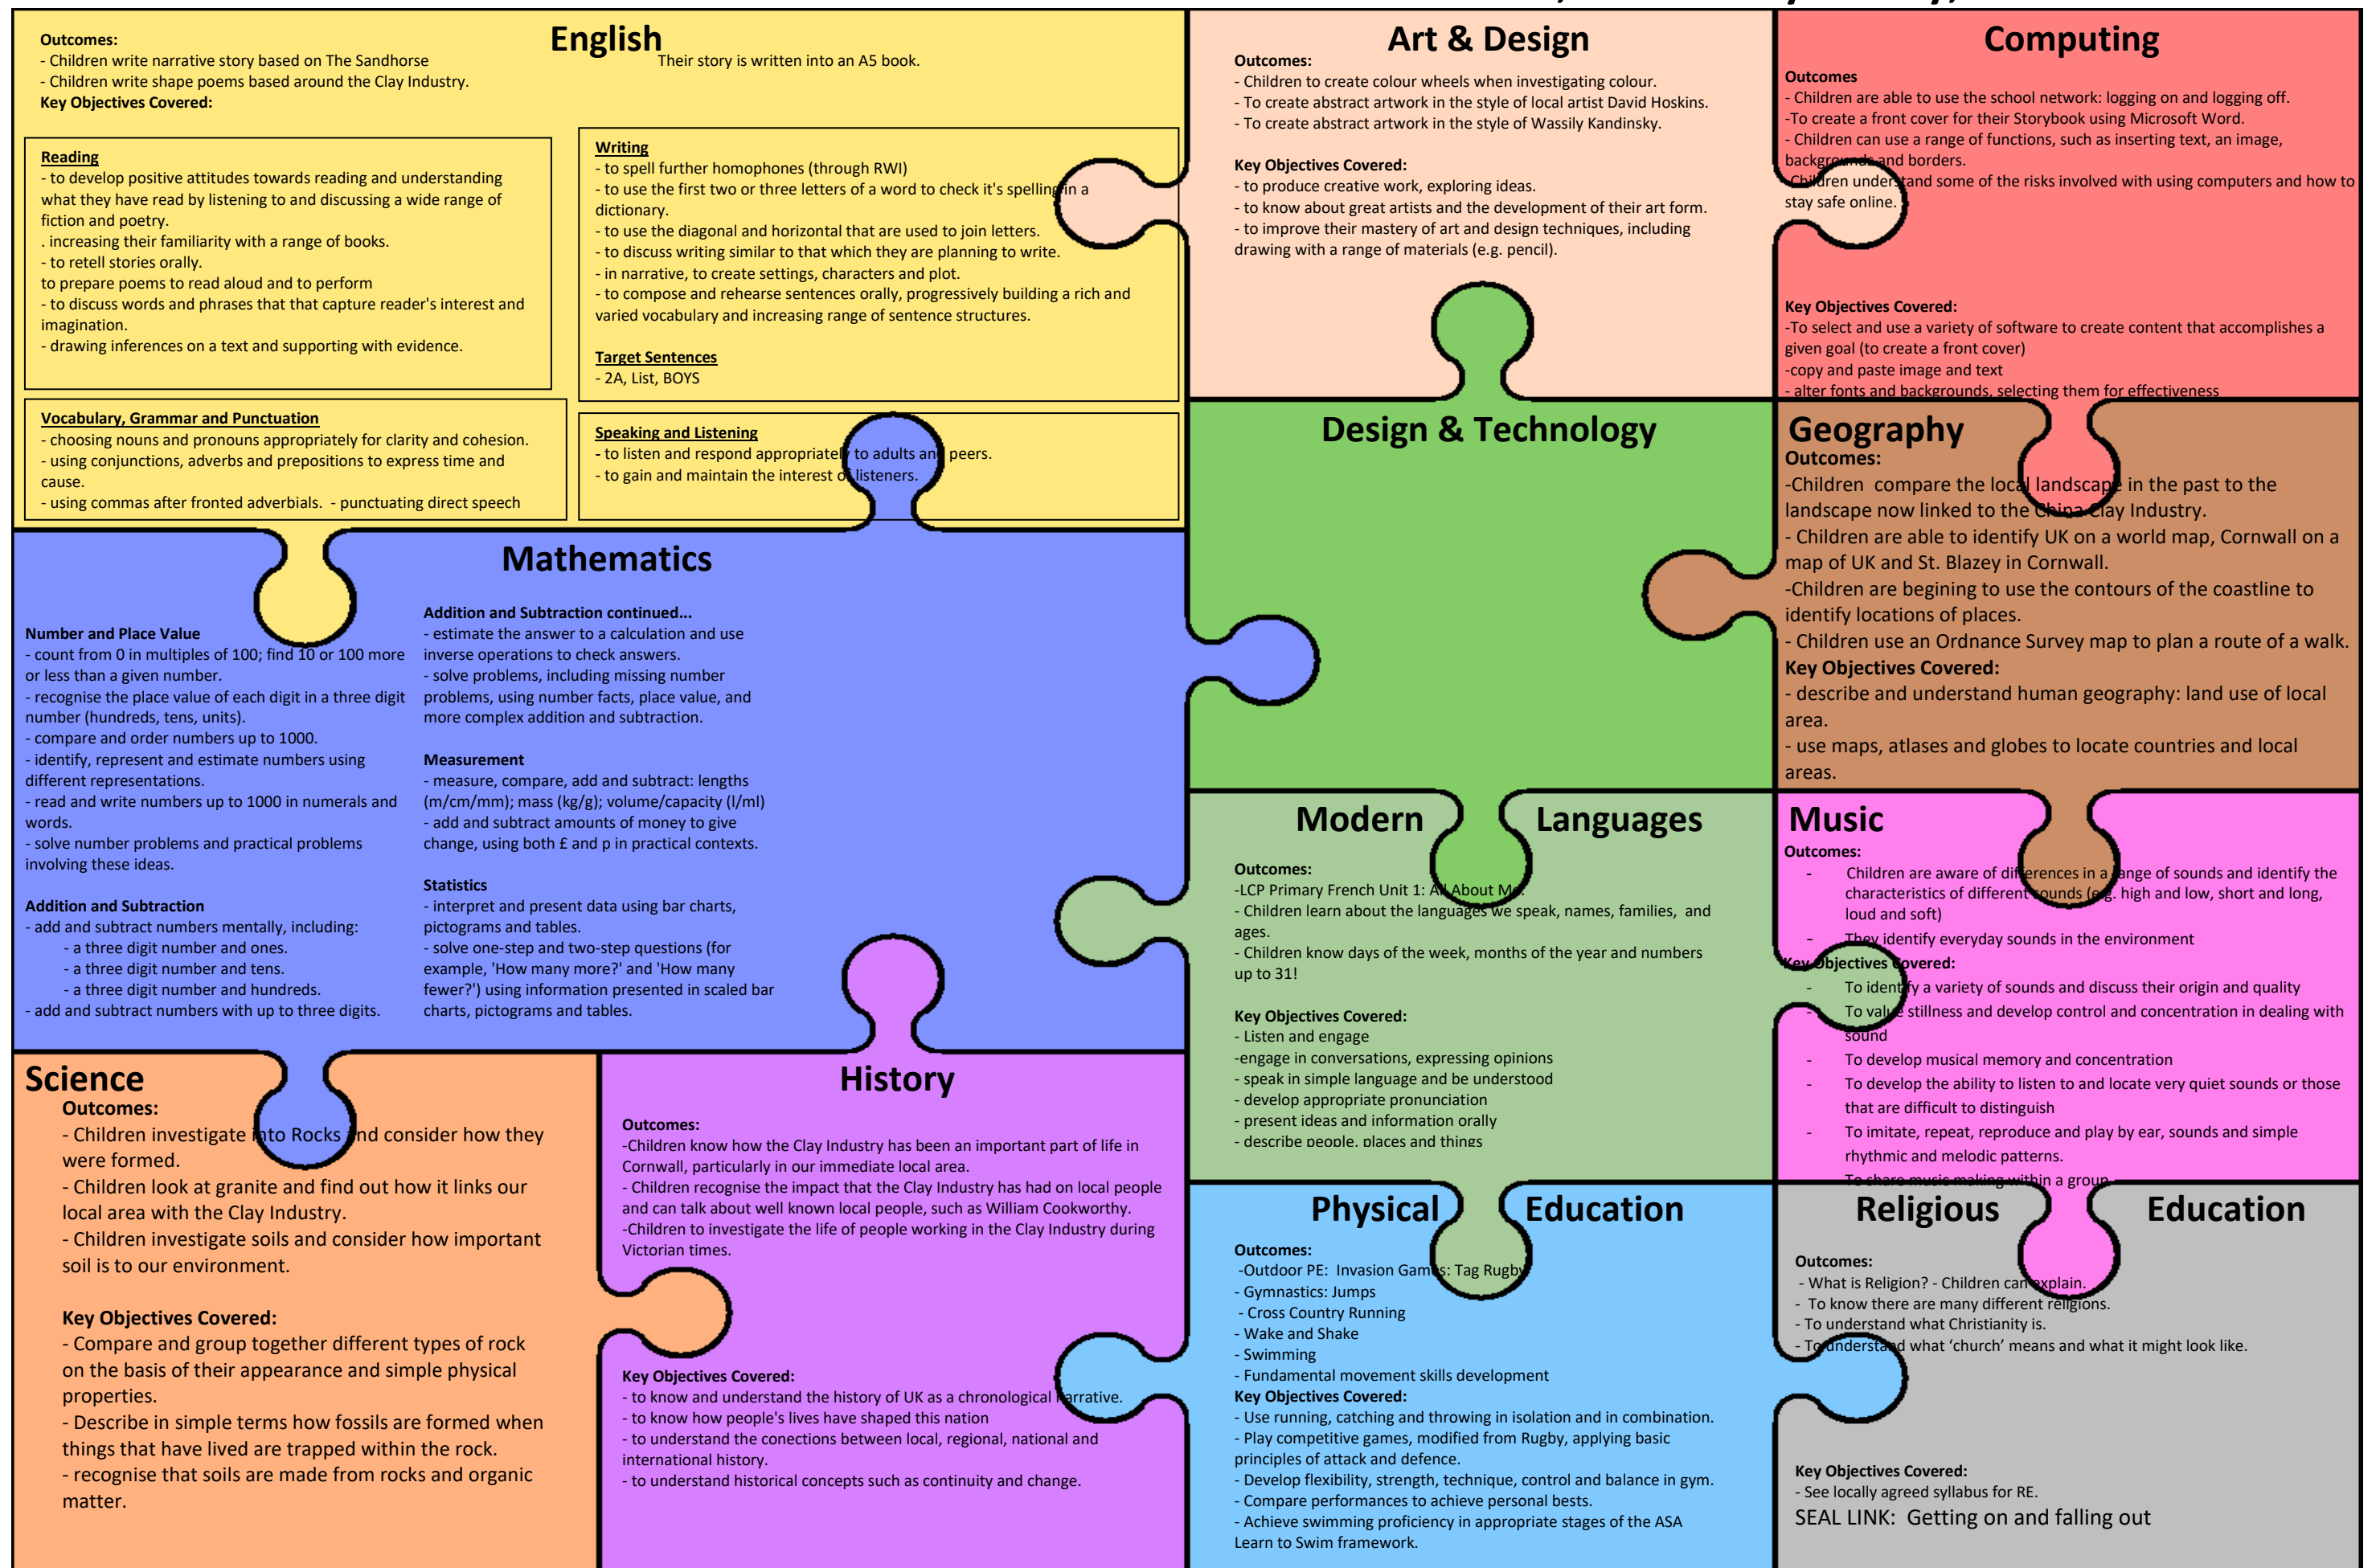 English
Outcomes:
- Children write narrative story based on The Sandhorse
Their story is written into an A5 book.
- Children write shape poems based around the Clay Industry.
Key Objectives Covered:
Reading
- to develop positive attitudes towards reading and understanding
what they have read by listening to and discussing a wide range of
fiction and poetry.
. increasing their familiarity with a range of books.
- to retell stories orally.
to prepare poems to read aloud and to perform
- to discuss words and phrases that that capture reader's interest and
imagination.
- drawing inferences on a text and supporting with evidence.
Writing
- to spell further homophones (through RWI)
- to use the first two or three letters of a word to check it's spelling in a
dictionary.
- to use the diagonal and horizontal that are used to join letters.
- to discuss writing similar to that which they are planning to write.
- in narrative, to create settings, characters and plot.
- to compose and rehearse sentences orally, progressively building a rich and
varied vocabulary and increasing range of sentence structures.
Target Sentences
- 2A, List, BOYS
Vocabulary, Grammar and Punctuation
- choosing nouns and pronouns appropriately for clarity and cohesion.
- using conjunctions, adverbs and prepositions to express time and
cause.
- using commas after fronted adverbials. - punctuating direct speech
Speaking and Listening
- to listen and respond appropriately to adults and peers.
- to gain and maintain the interest of listeners.
Art & Design
Outcomes:
- Children to create colour wheels when investigating colour.
- To create abstract artwork in the style of local artist David Hoskins.
- To create abstract artwork in the style of Wassily Kandinsky.
Key Objectives Covered:
- to produce creative work, exploring ideas.
- to know about great artists and the development of their art form.
- to improve their mastery of art and design techniques, including
drawing with a range of materials (e.g. pencil).
Computing
Outcomes
- Children are able to use the school network: logging on and logging off.
-To create a front cover for their Storybook using Microsoft Word.
- Children can use a range of functions, such as inserting text, an image,
backgrounds and borders.
-Children understand some of the risks involved with using computers and how to
stay safe online.
Key Objectives Covered:
-To select and use a variety of software to create content that accomplishes a
given goal (to create a front cover)
-copy and paste image and text
- alter fonts and backgrounds, selecting them for effectiveness
Design & Technology
Geography
Outcomes:
-Children compare the local landscape in the past to the
landscape now linked to the China Clay Industry.
- Children are able to identify UK on a world map, Cornwall on a
map of UK and St. Blazey in Cornwall.
-Children are begining to use the contours of the coastline to
identify locations of places.
- Children use an Ordnance Survey map to plan a route of a walk.
Key Objectives Covered:
- describe and understand human geography: land use of local
area.
- use maps, atlases and globes to locate countries and local
areas.
Mathematics
Number and Place Value
- count from 0 in multiples of 100; find 10 or 100 more
or less than a given number.
- recognise the place value of each digit in a three digit
number (hundreds, tens, units).
- compare and order numbers up to 1000.
- identify, represent and estimate numbers using
different representations.
- read and write numbers up to 1000 in numerals and
words.
- solve number problems and practical problems
involving these ideas.
Addition and Subtraction
- add and subtract numbers mentally, including:
- a three digit number and ones.
- a three digit number and tens.
- a three digit number and hundreds.
- add and subtract numbers with up to three digits.
Addition and Subtraction continued...
- estimate the answer to a calculation and use
inverse operations to check answers.
- solve problems, including missing number
problems, using number facts, place value, and
more complex addition and subtraction.
Measurement
- measure, compare, add and subtract: lengths
(m/cm/mm); mass (kg/g); volume/capacity (l/ml)
- add and subtract amounts of money to give
change, using both £ and p in practical contexts.
Statistics
- interpret and present data using bar charts,
pictograms and tables.
- solve one-step and two-step questions (for
example, 'How many more?' and 'How many
fewer?') using information presented in scaled bar
charts, pictograms and tables.
Modern Languages
Outcomes:
-LCP Primary French Unit 1: All About Me.
- Children learn about the languages we speak, names, families, and
ages.
- Children know days of the week, months of the year and numbers
up to 31!
Key Objectives Covered:
- Listen and engage
-engage in conversations, expressing opinions
- speak in simple language and be understood
- develop appropriate pronunciation
- present ideas and information orally
- describe people, places and things
Music
Outcomes:
- Children are aware of differences in a range of sounds and identify the
characteristics of different sounds (e.g. high and low, short and long,
loud and soft)
- They identify everyday sounds in the environment
Key Objectives Covered:
- To identify a variety of sounds and discuss their origin and quality
- To value stillness and develop control and concentration in dealing with
sound
- To develop musical memory and concentration
- To develop the ability to listen to and locate very quiet sounds or those
that are difficult to distinguish
- To imitate, repeat, reproduce and play by ear, sounds and simple
rhythmic and melodic patterns.
To share music making within a group
Science
Outcomes:
- Children investigate into Rocks and consider how they
were formed.
- Children look at granite and find out how it links our
local area with the Clay Industry.
- Children investigate soils and consider how important
soil is to our environment.
Key Objectives Covered:
- Compare and group together different types of rock
on the basis of their appearance and simple physical
properties.
- Describe in simple terms how fossils are formed when
things that have lived are trapped within the rock.
- recognise that soils are made from rocks and organic
matter.
History
Outcomes:
-Children know how the Clay Industry has been an important part of life in
Cornwall, particularly in our immediate local area.
- Children recognise the impact that the Clay Industry has had on local people
and can talk about well known local people, such as William Cookworthy.
-Children to investigate the life of people working in the Clay Industry during
Victorian times.
Key Objectives Covered:
- to know and understand the history of UK as a chronological narrative.
- to know how people's lives have shaped this nation
- to understand the conections between local, regional, national and
international history.
- to understand historical concepts such as continuity and change.
Physical Education
Outcomes:
-Outdoor PE: Invasion Games: Tag Rugby
- Gymnastics: Jumps
- Cross Country Running
- Wake and Shake
- Swimming
- Fundamental movement skills development
Key Objectives Covered:
- Use running, catching and throwing in isolation and in combination.
- Play competitive games, modified from Rugby, applying basic
principles of attack and defence.
- Develop flexibility, strength, technique, control and balance in gym.
- Compare performances to achieve personal bests.
- Achieve swimming proficiency in appropriate stages of the ASA
Learn to Swim framework.
Religious Education
Outcomes:
- What is Religion? - Children can explain.
- To know there are many different religions.
- To understand what Christianity is.
- To understand what ‘church’ means and what it might look like.
Key Objectives Covered:
- See locally agreed syllabus for RE.
SEAL LINK: Getting on and falling out